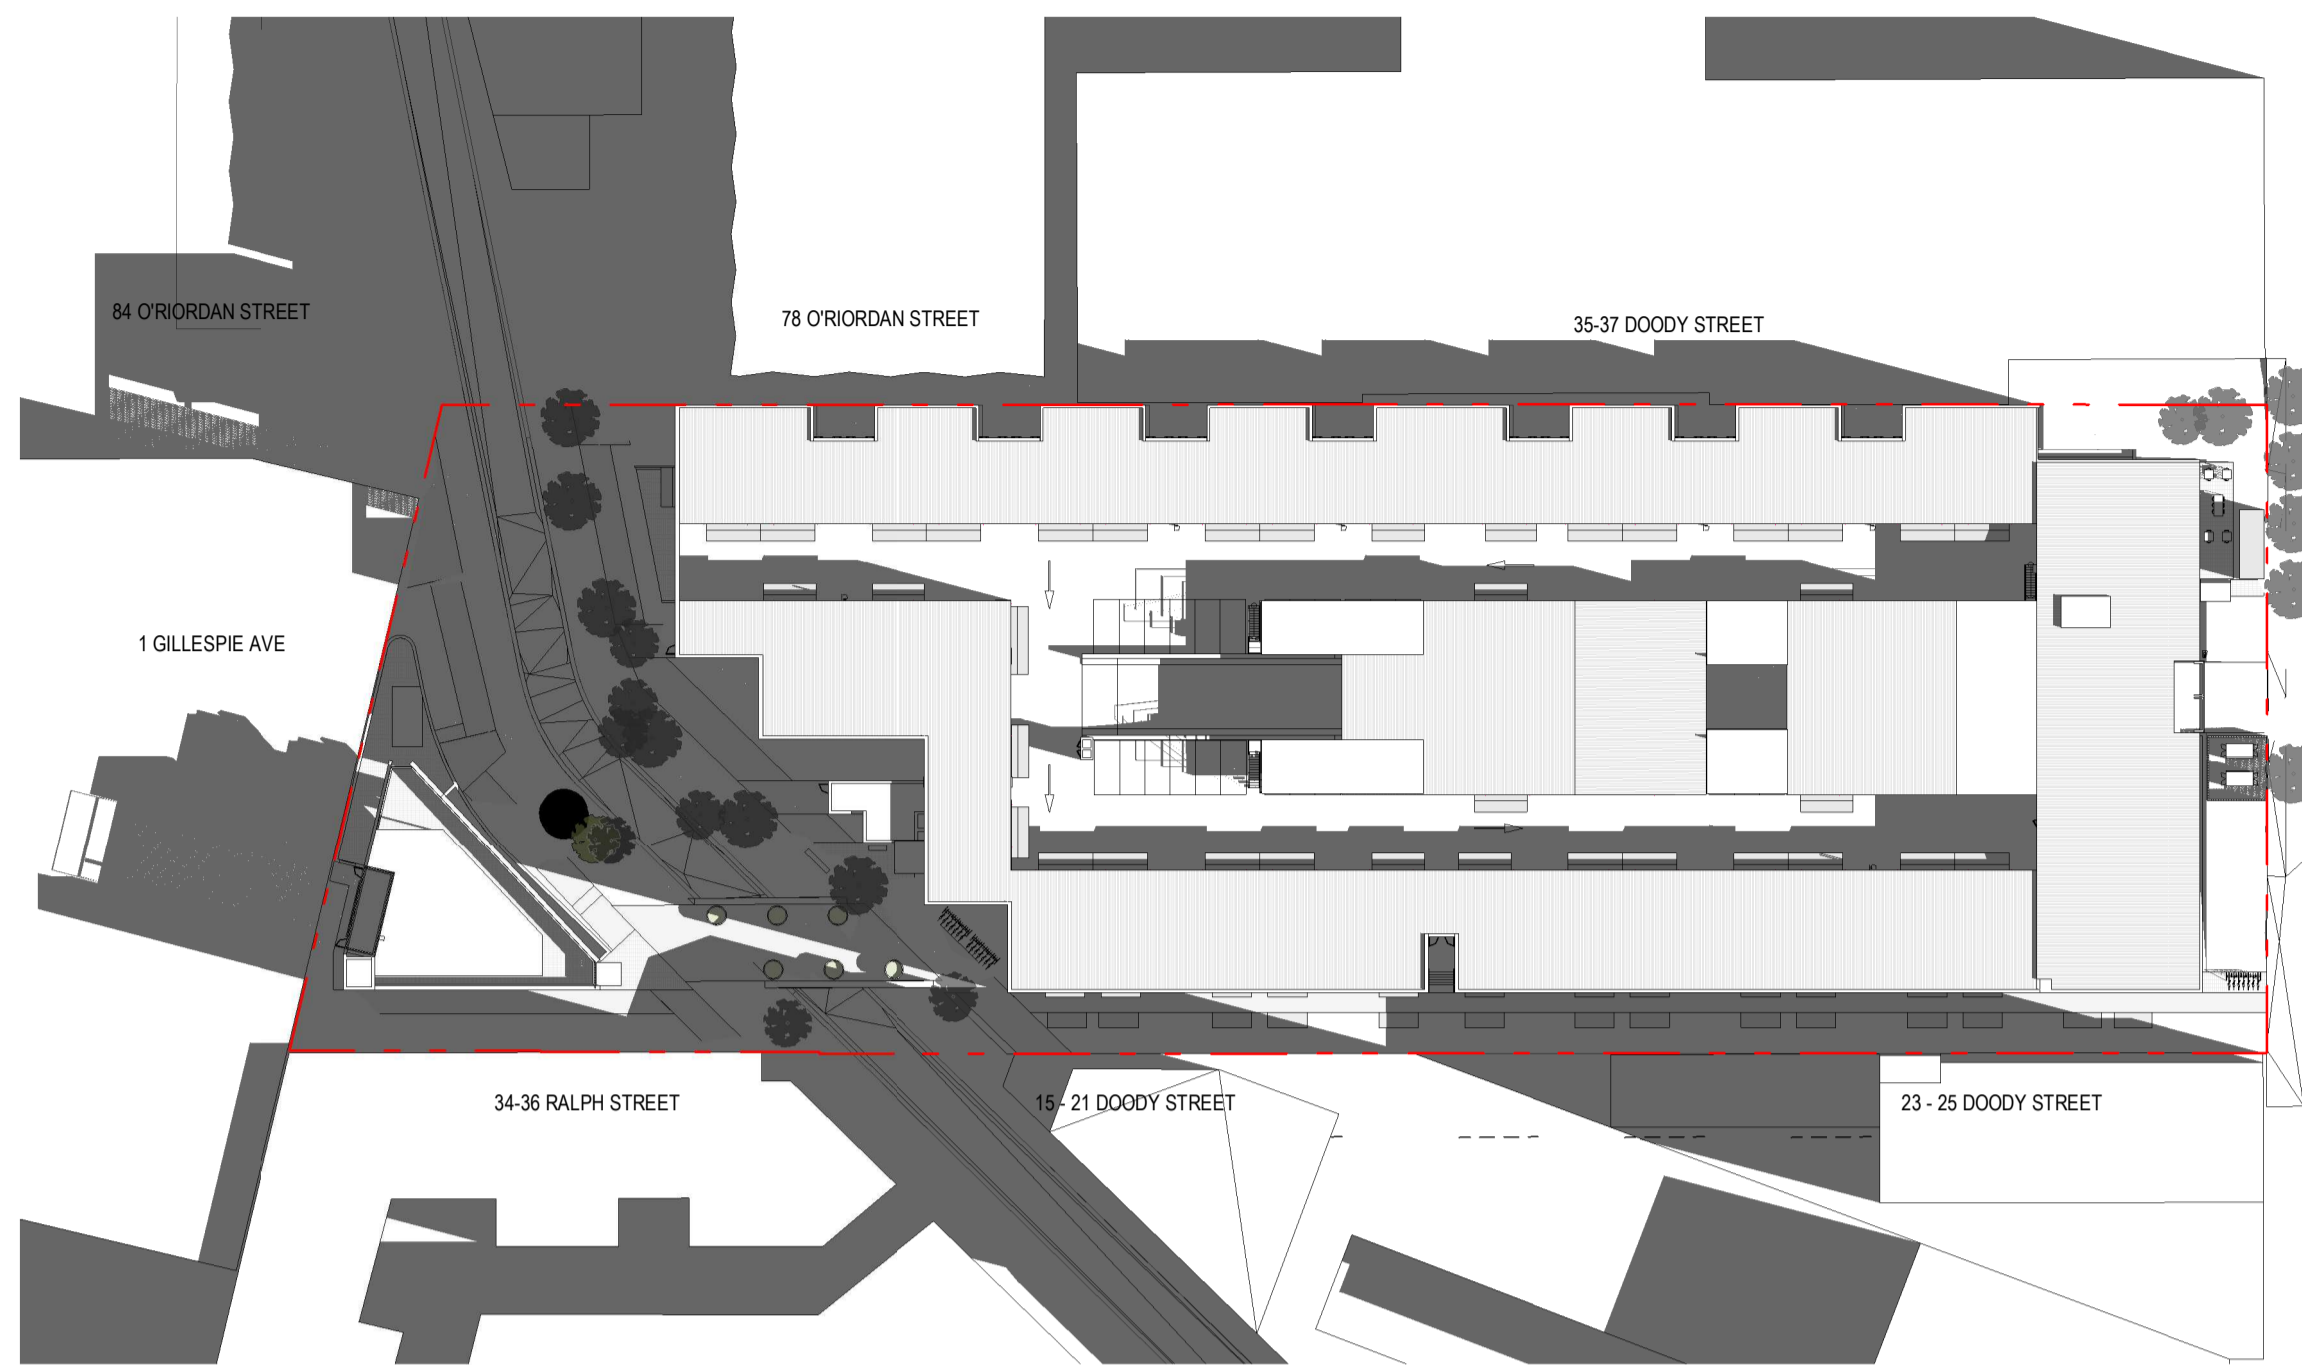 84 O'RIORDAN STREET
78 O'RIORDAN STREET
35-37 DOODY STREET
1 GILLESPIE AVE
34-36 RALPH STREET
15 - 21 DOODY STREET
23 - 25 DOODY STREET